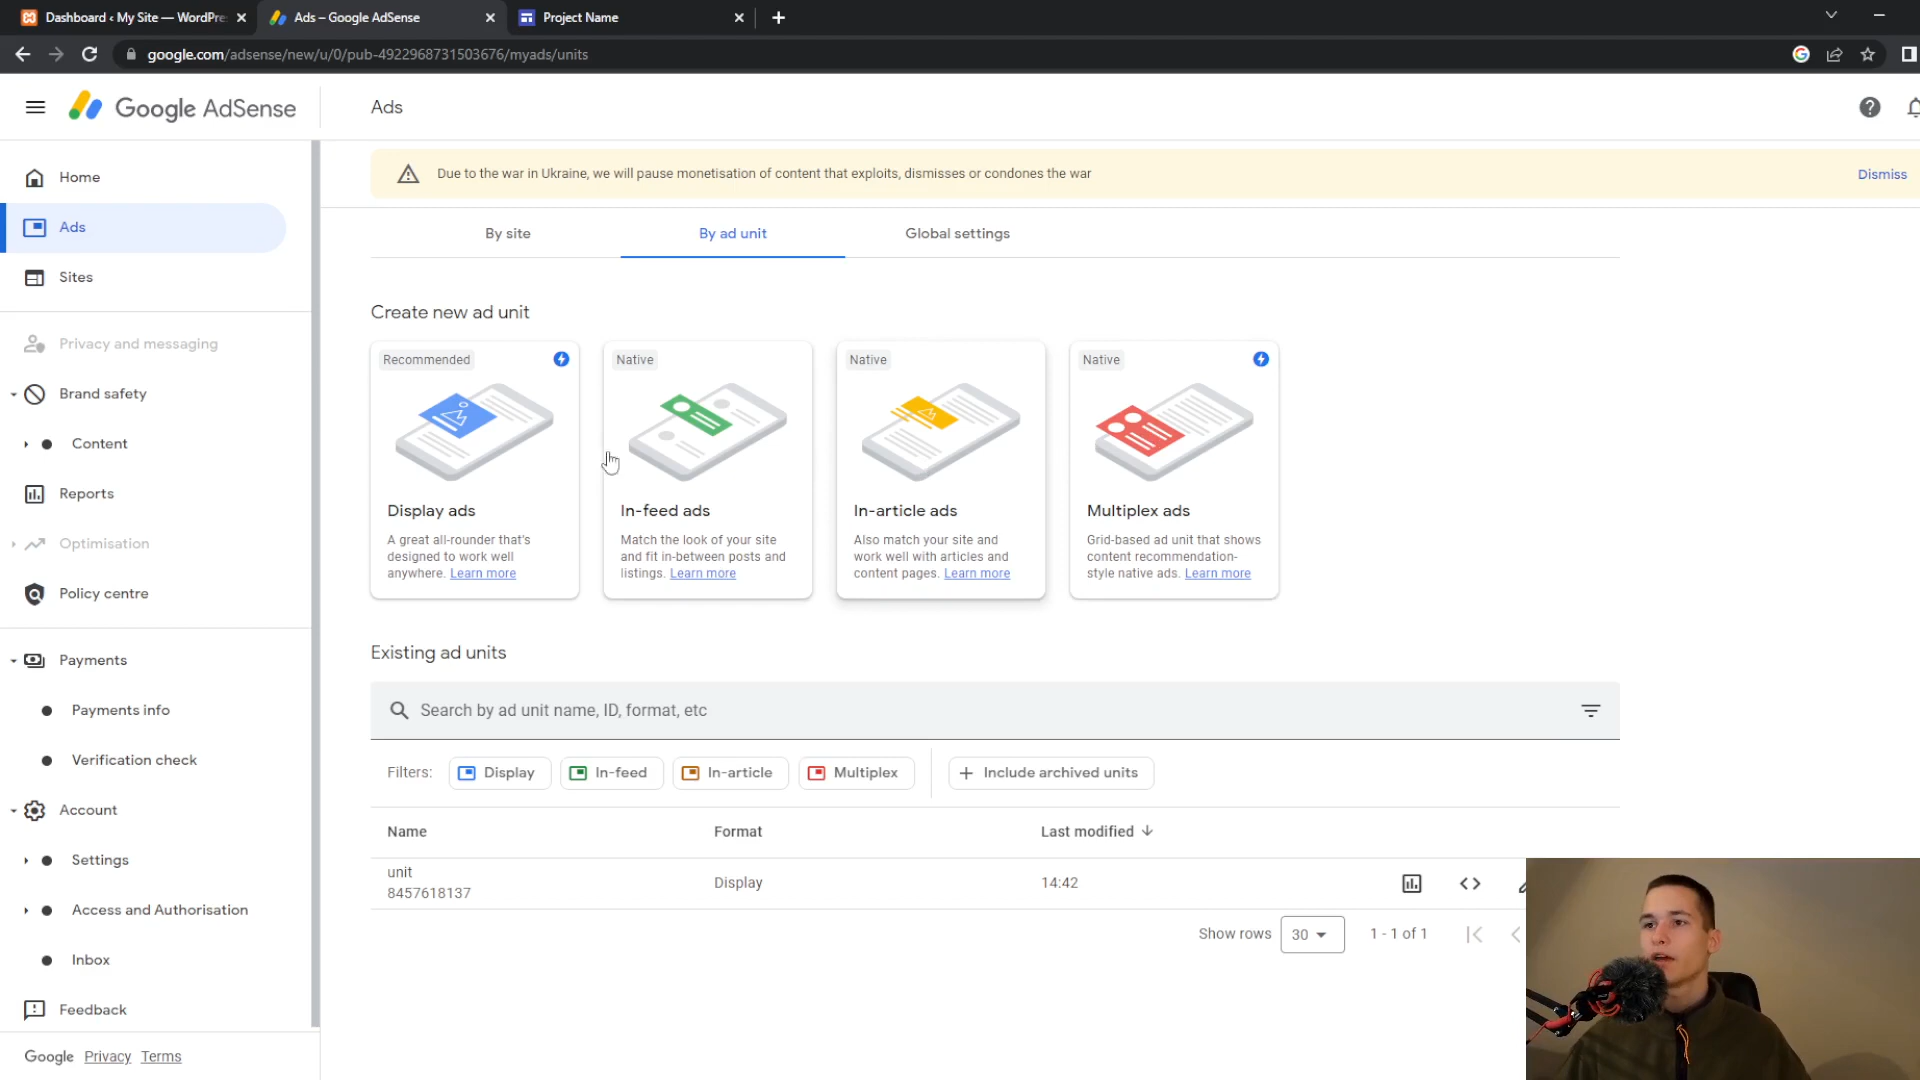 Dashboard ‹ My Site — WordPre
Ads – Google AdSense
Project Name
google.com/adsense/new/u/0/pub-4922968731503676/myads/units
Google AdSense
Ads
Home
Ads
Sites
Privacy and messaging
Brand safety
Content
Reports
Optimisation
Policy centre
Payments
Payments info
Verification check
Account
Settings
Access and Authorisation
Inbox
Feedback
Google Privacy Terms
Due to the war in Ukraine, we will pause monetisation of content that exploits, dismisses or condones the war
Dismiss
By site
By ad unit
Global settings
Create new ad unit
Recommended
Display ads
A great all-rounder that's
designed to work well
anywhere. Learn more
Native
In-feed ads
Match the look of your site
and fit in-between posts and
listings. Learn more
Native
In-article ads
Also match your site and
work well with articles and
content pages. Learn more
Native
Multiplex ads
Grid-based ad unit that shows
content recommendation-
style native ads. Learn more
Existing ad units
Search by ad unit name, ID, format, etc
Filters: Display In-feed In-article Multiplex Include archived units
Name Format Last modified
unit
8457618137
Display
14:42
Show rows 30 1 - 1 of 1